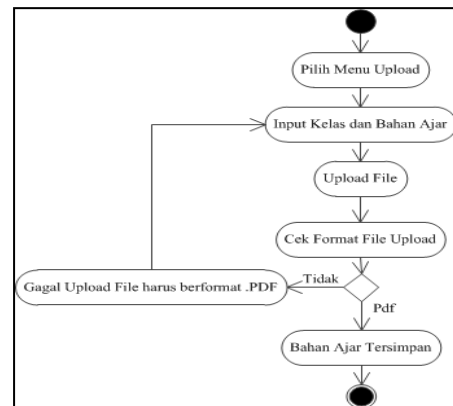 Pilih Menu Upload
Input Kelas dan Bahan Ajar
Upload File
Cek Format File Upload
Tidak
Gagal Upload File harus berformat .PDF
Pdf
Bahan Ajar Tersimpan